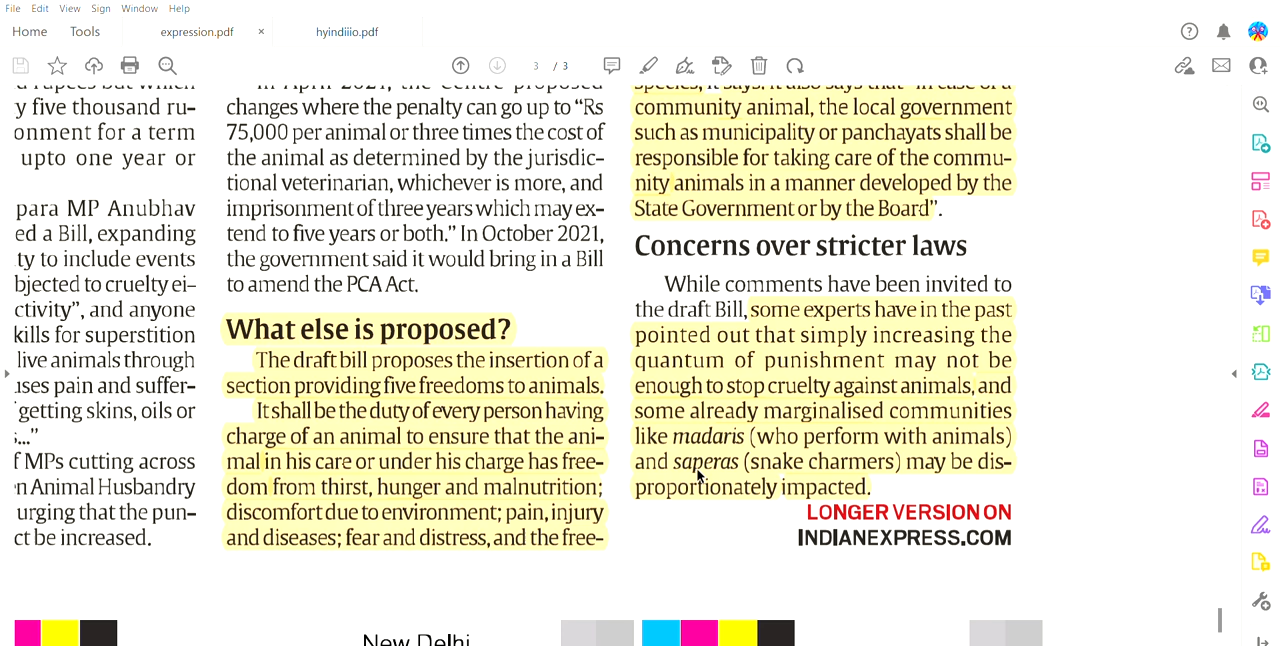 File Edit View Sign Window Help
Home Tools expression.pdf × hyindiiio.pdf
3 / 3
y five thousand ru-
onment for a term
upto one year or
para MP Anubhav
ed a Bill, expanding
ty to include events
bjected to cruelty ei-
ctivity”, and anyone
kills for superstition
live animals through
uses pain and suffer-
getting skins, oils or
...”
f MPs cutting across
n Animal Husbandry
urging that the pun-
ct be increased.
In April 2021, the Centre proposed
changes where the penalty can go up to “Rs
75,000 per animal or three times the cost of
the animal as determined by the jurisdic-
tional veterinarian, whichever is more, and
imprisonment of three years which may ex-
tend to five years or both.” In October 2021,
the government said it would bring in a Bill
to amend the PCA Act.
What else is proposed?
The draft bill proposes the insertion of a
section providing five freedoms to animals.
It shall be the duty of every person having
charge of an animal to ensure that the ani-
mal in his care or under his charge has free-
dom from thirst, hunger and malnutrition;
discomfort due to environment; pain, injury
and diseases; fear and distress, and the free-
community animal, the local government
such as municipality or panchayats shall be
responsible for taking care of the commu-
nity animals in a manner developed by the
State Government or by the Board”.
Concerns over stricter laws
While comments have been invited to
the draft Bill, some experts have in the past
pointed out that simply increasing the
quantum of punishment may not be
enough to stop cruelty against animals, and
some already marginalised communities
like madaris (who perform with animals)
and saperas (snake charmers) may be dis-
proportionately impacted.
LONGER VERSION ON
INDIANEXPRESS.COM
New Delhi